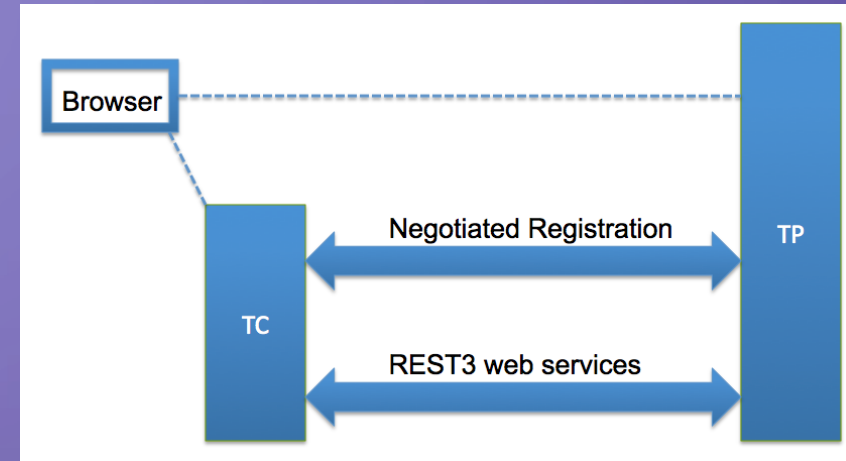 Browser
Negotiated Registration
TP
TC
REST3 web services